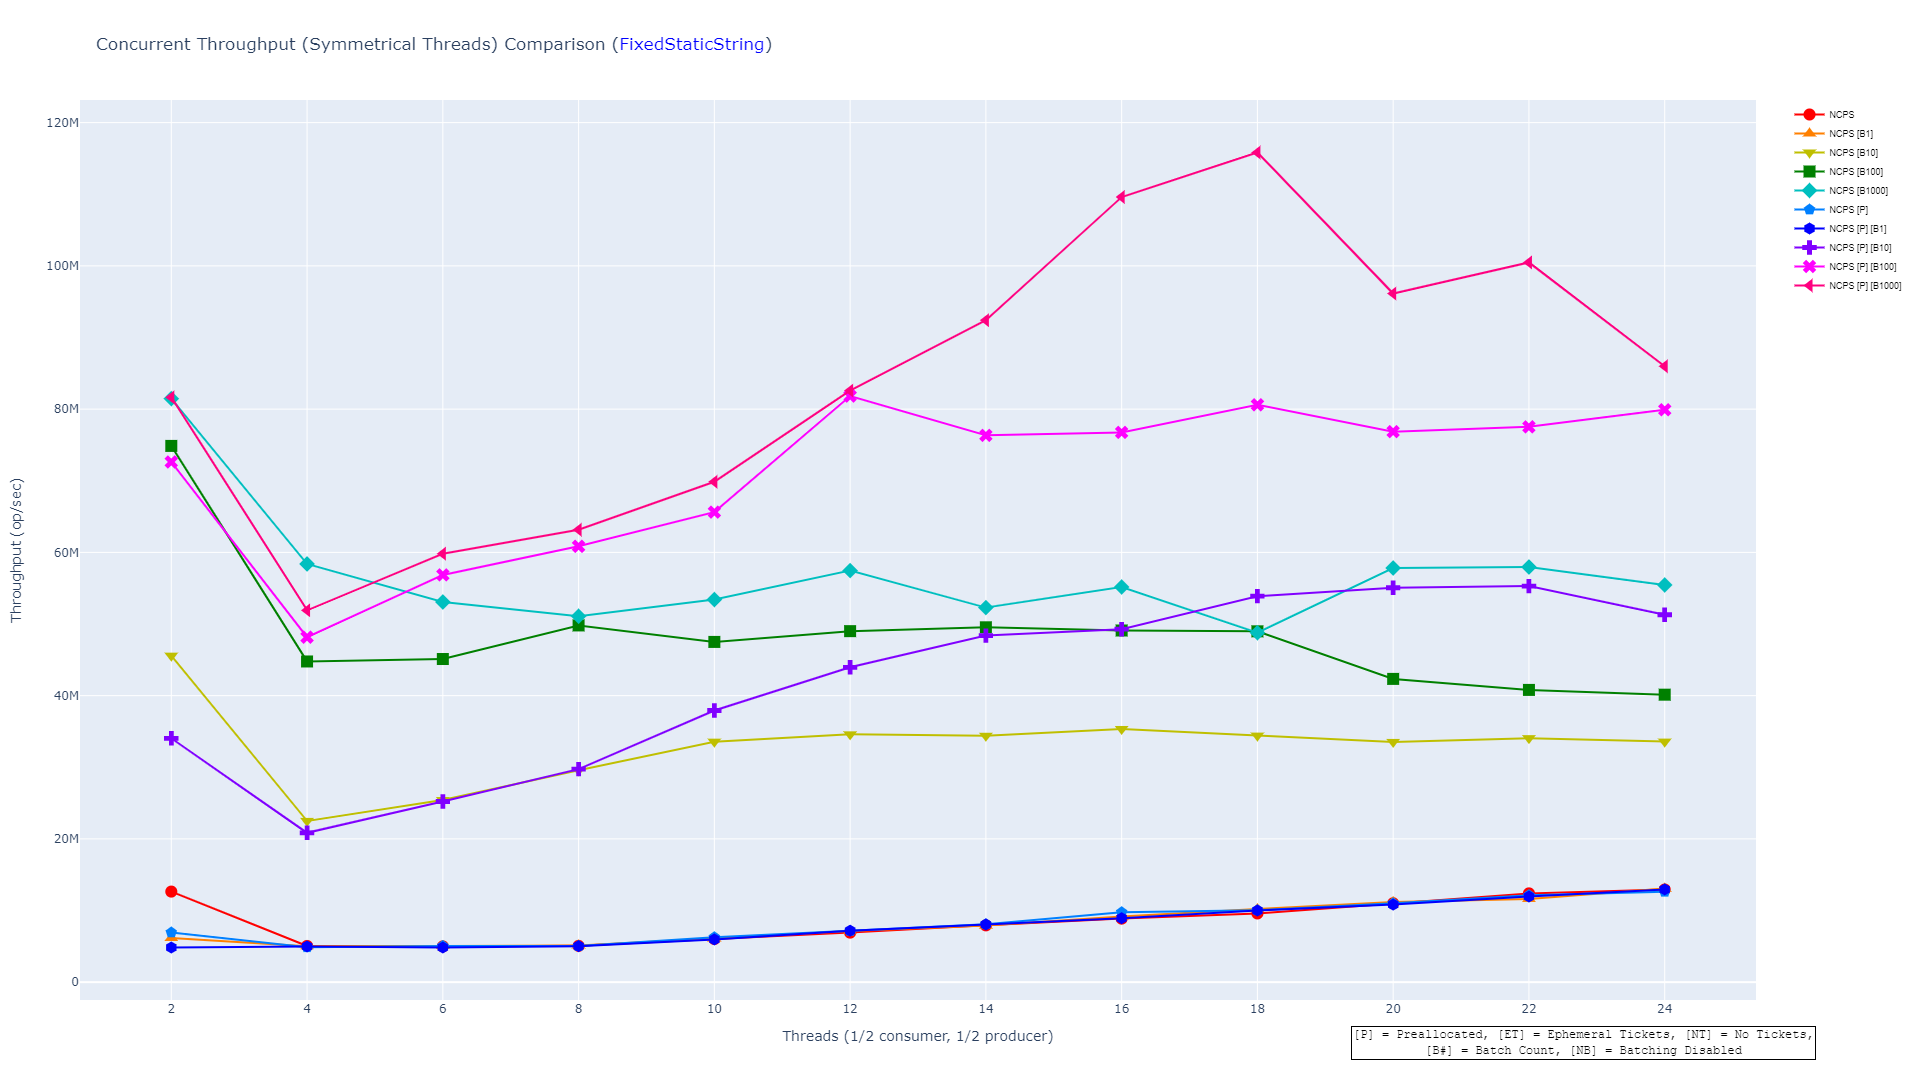 Concurrent Throughput (Symmetrical Threads) Comparison (FixedStaticString)
120M
100M
80M
60M
40M
20M
0
Throughput (op/sec)
2 4 6 8 10 12 14 16 18 20 22 24
Threads (1/2 consumer, 1/2 producer)
NCPS
NCPS [B1]
NCPS [B10]
NCPS [B100]
NCPS [B1000]
NCPS [P]
NCPS [P] [B1]
NCPS [P] [B10]
NCPS [P] [B100]
NCPS [P] [B1000]
[P] = Preallocated, [ET] = Ephemeral Tickets, [NT] = No Tickets,
[B#] = Batch Count, [NB] = Batching Disabled